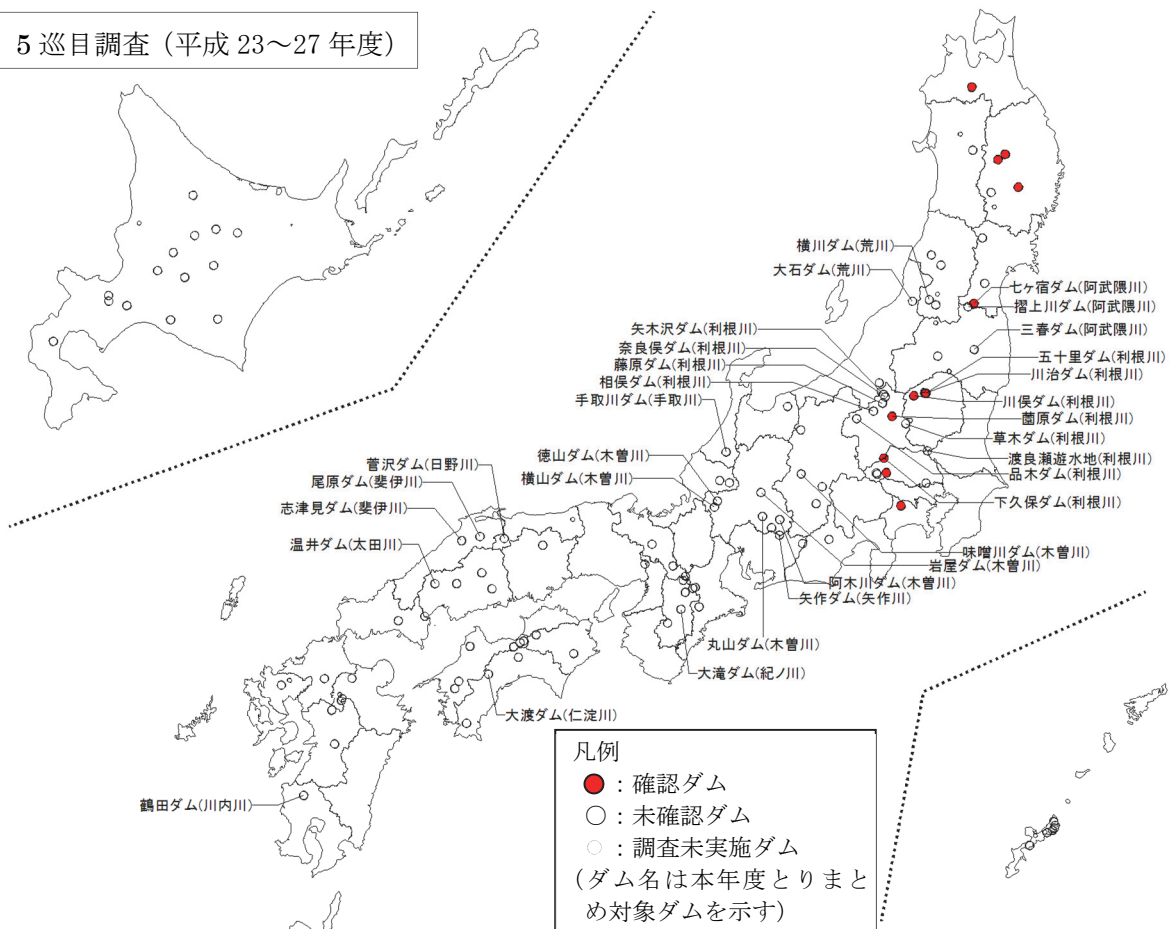 5 巡目調査（平成 23～27 年度）
横川ダム(荒川)
大石ダム(荒川)
七ヶ宿ダム(阿武隈川)
摺上川ダム(阿武隈川)
三春ダム(阿武隈川)
矢木沢ダム(利根川)
奈良俣ダム(利根川)
藤原ダム(利根川)
相俣ダム(利根川)
手取川ダム(手取川)
五十里ダム(利根川)
川治ダム(利根川)
川俣ダム(利根川)
薗原ダム(利根川)
草木ダム(利根川)
渡良瀬遊水地(利根川)
品木ダム(利根川)
下久保ダム(利根川)
徳山ダム(木曽川)
横山ダム(木曽川)
菅沢ダム(日野川)
尾原ダム(斐伊川)
志津見ダム(斐伊川)
温井ダム(太田川)
味噌川ダム(木曽川)
岩屋ダム(木曽川)
阿木川ダム(木曽川)
矢作ダム(矢作川)
丸山ダム(木曽川)
大滝ダム(紀ノ川)
大渡ダム(仁淀川)
鶴田ダム(川内川)
凡例
：確認ダム
：未確認ダム
：調査未実施ダム
(ダム名は本年度とりまと
め対象ダムを示す)